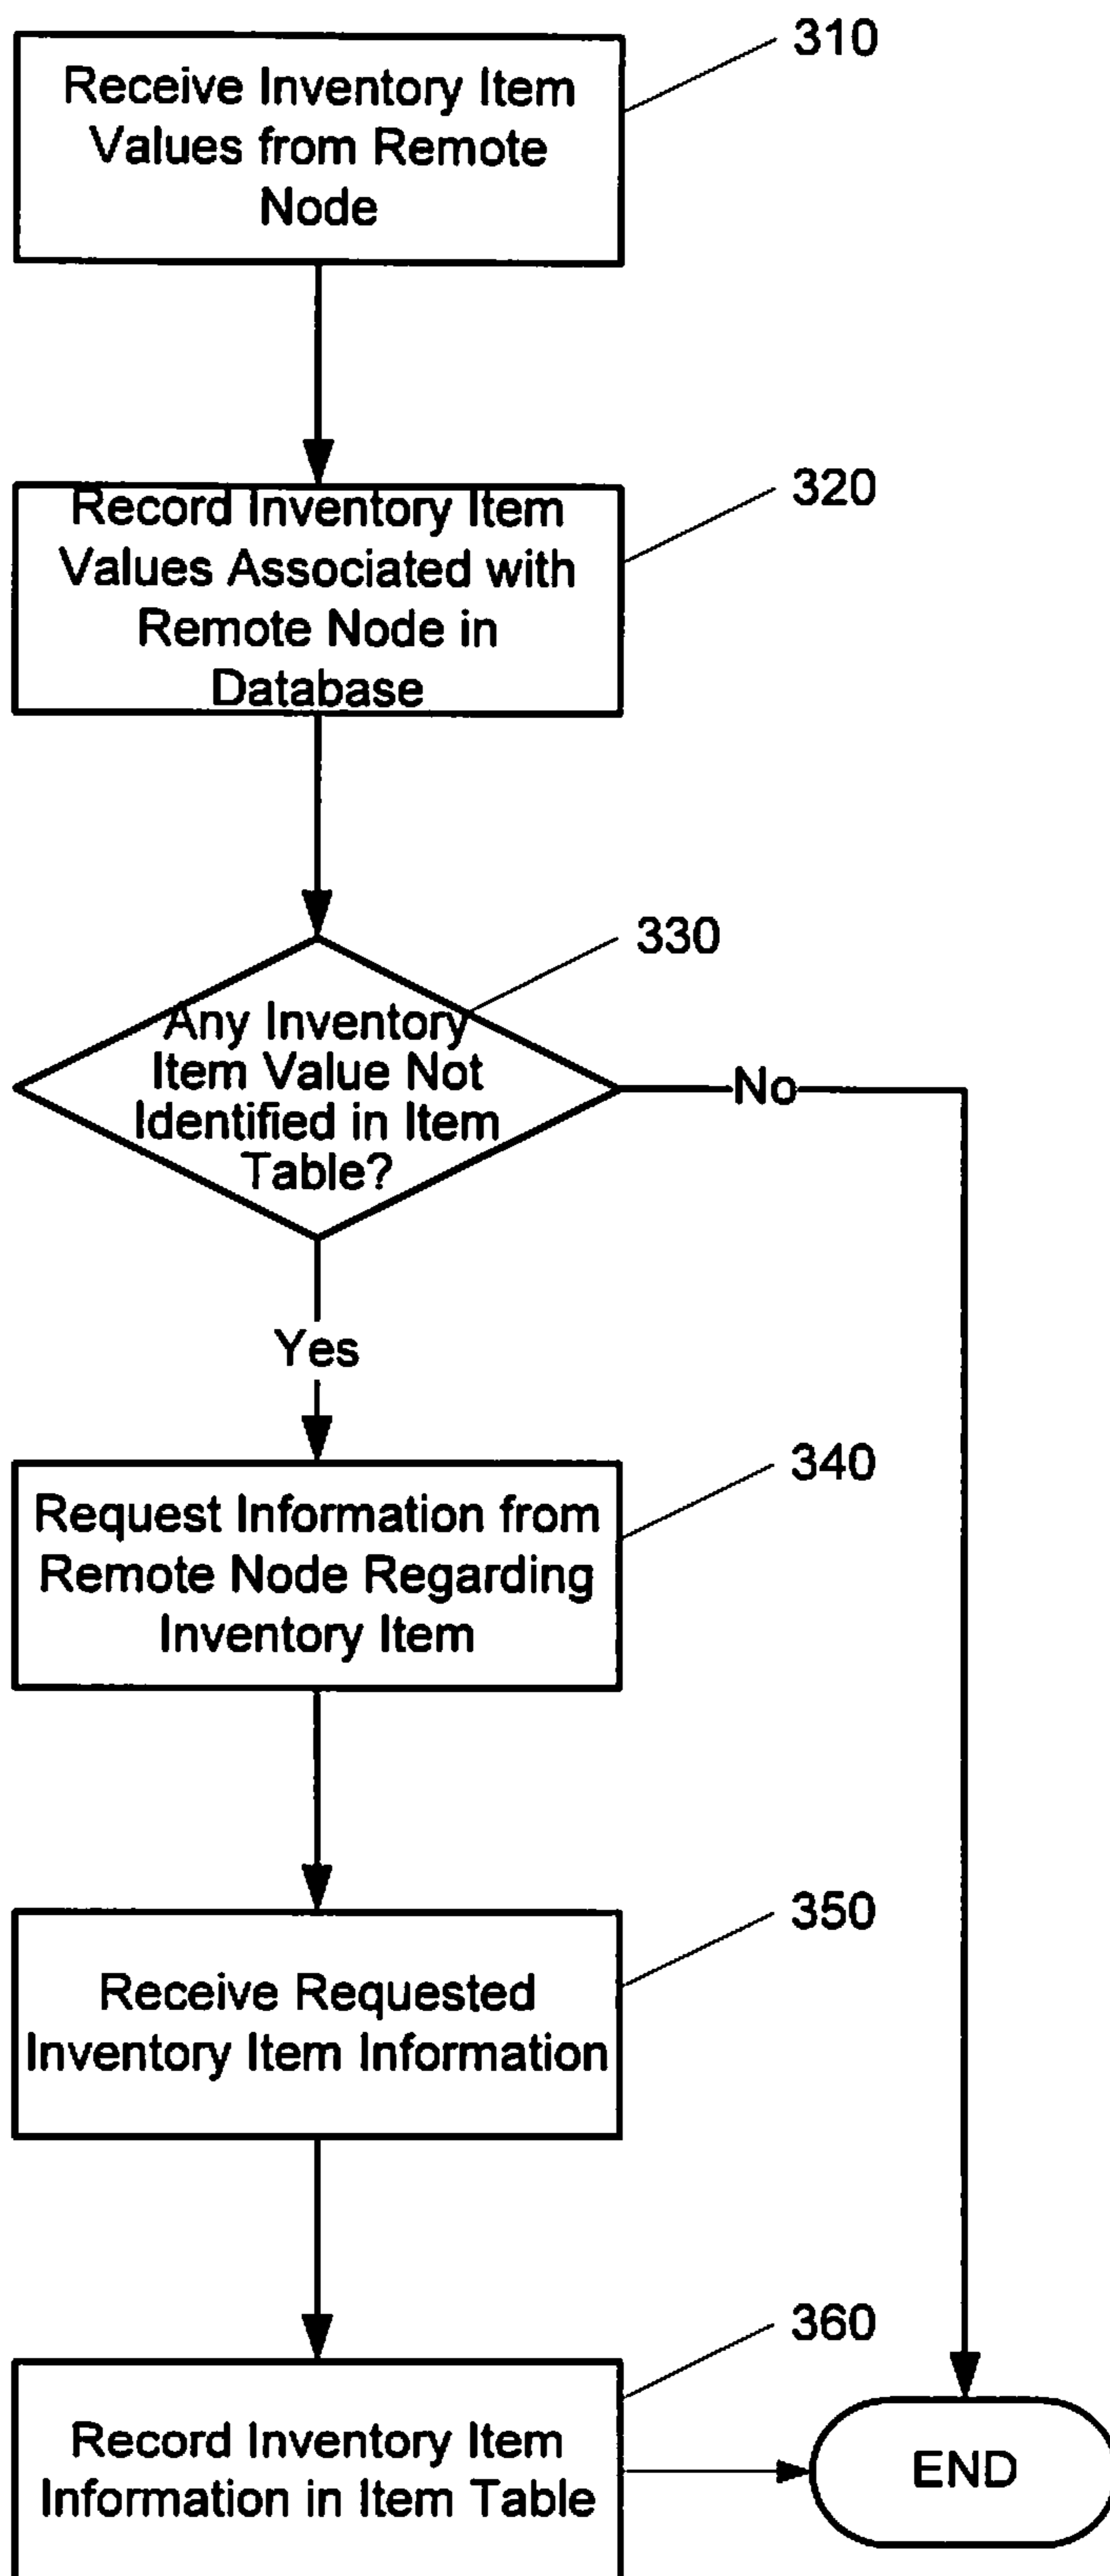 310
Receive Inventory Item
Values from Remote
Node
320
Record Inventory Item
Values Associated with
Remote Node in
Database
330
Any Inventory
Item Value Not
Identified in Item
Table?
No
Yes
340
Request Information from
Remote Node Regarding
Inventory Item
350
Receive Requested
Inventory Item Information
360
Record Inventory Item
Information in Item Table
END